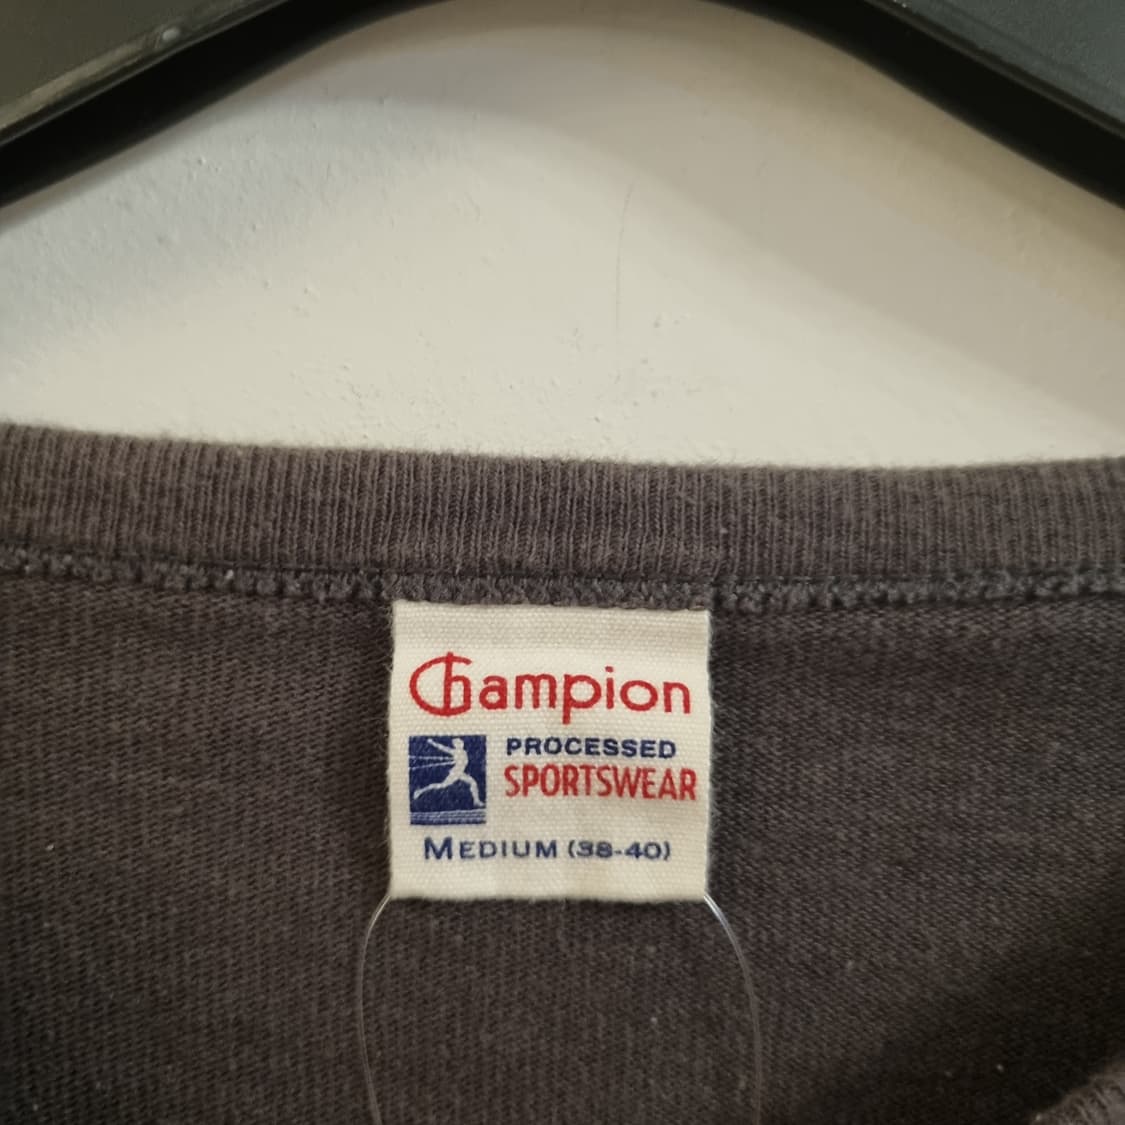 Champion
PROCESSED
SPORTSWEAR
MEDIUM (38-40)